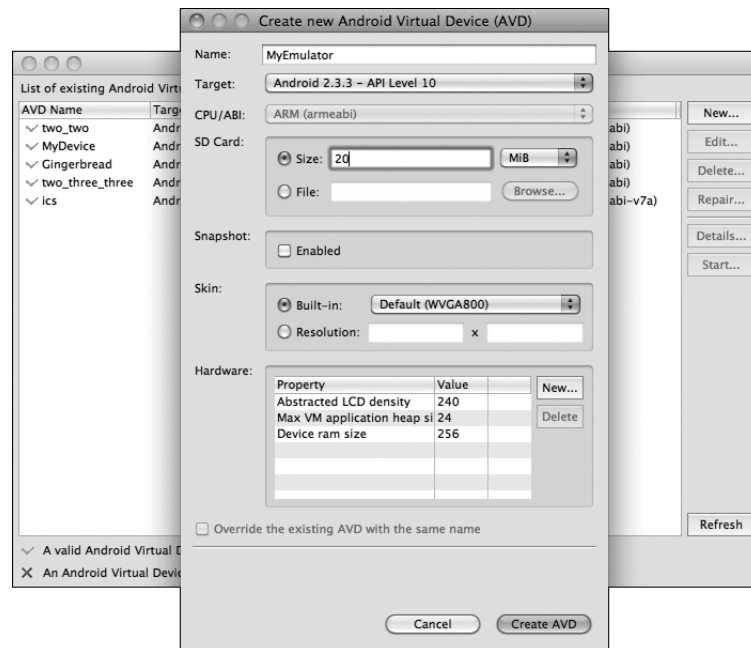 Create new Android Virtual Device (AVD)
Name: MyEmulator
Target: Android 2.3.3 – API Level 10
CPU/ABI: ARM (armeabi)
SD Card:
Size: 20 MiB
File: Browse...
Snapshot:
Enabled
Skin:
Built-in: Default (WVGA800)
Resolution: x
Hardware:
Property Value
Abstracted LCD density 240
Max VM application heap si 24
Device ram size 256
New...
Delete
Override the existing AVD with the same name
Cancel Create AVD
List of existing Android Virt
AVD Name Targ
two_two Andr abi)
MyDevice Andr abi)
Gingerbread Andr abi)
two_three_three Andr abi)
ics Andr abi-v7a)
New...
Edit...
Delete...
Repair...
Details...
Start...
Refresh
A valid Android Virtual D
An Android Virtual Devic